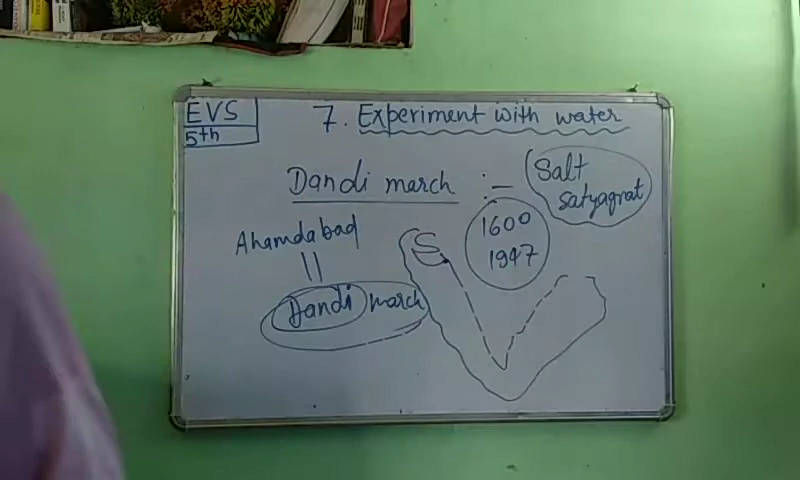 EVS
5th
7. Experiment with water
Dandi march :-
Salt
satyagrat
Ahamdabad
1600
1947
Dandi march